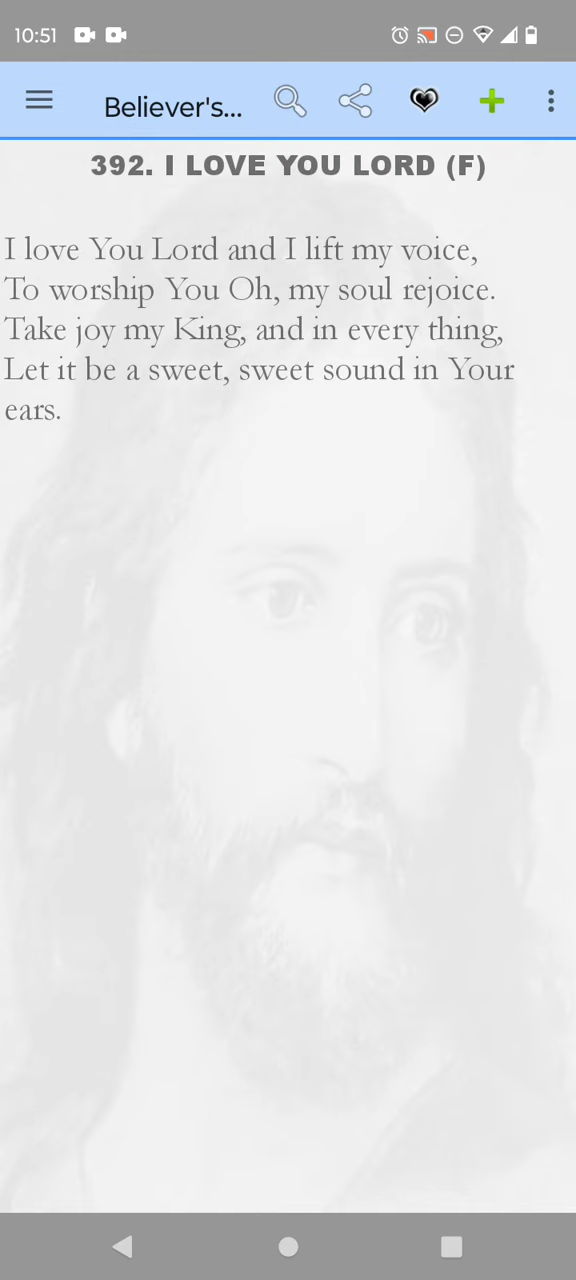 10:51
Believer's...
392. I LOVE YOU LORD (F)
I love You Lord and I lift my voice,
To worship You Oh, my soul rejoice.
Take joy my King, and in every thing,
Let it be a sweet, sweet sound in Your
ears.